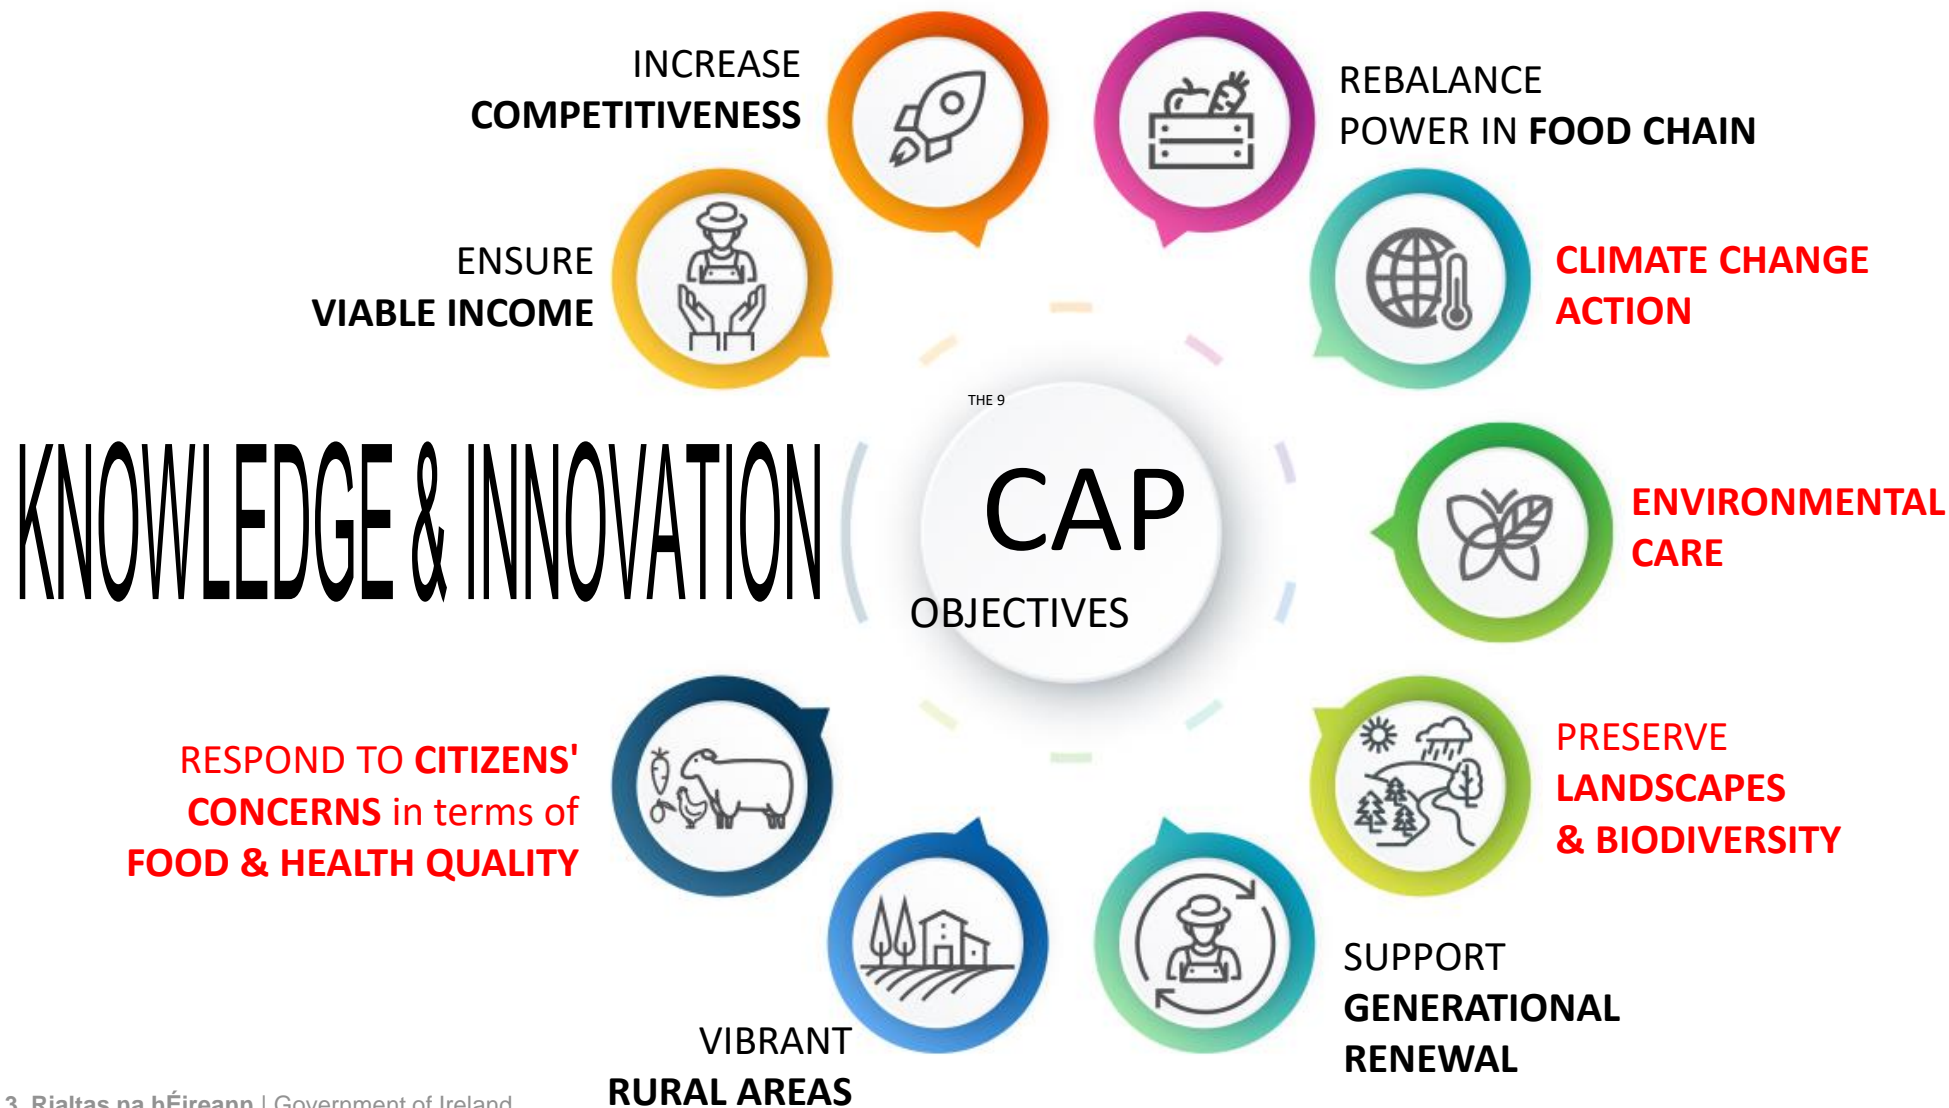 INCREASE
COMPETITIVENESS
REBALANCE
POWER IN FOOD CHAIN
ENSURE
VIABLE INCOME
CLIMATE CHANGE
ACTION
THE 9
CAP
OBJECTIVES
KNOWLEDGE & INNOVATION
ENVIRONMENTAL
CARE
RESPOND TO CITIZENS'
CONCERNS in terms of
FOOD & HEALTH QUALITY
PRESERVE
LANDSCAPES
& BIODIVERSITY
VIBRANT
RURAL AREAS
SUPPORT
GENERATIONAL
RENEWAL
3 Rialtas na hÉireann | Government of Ireland